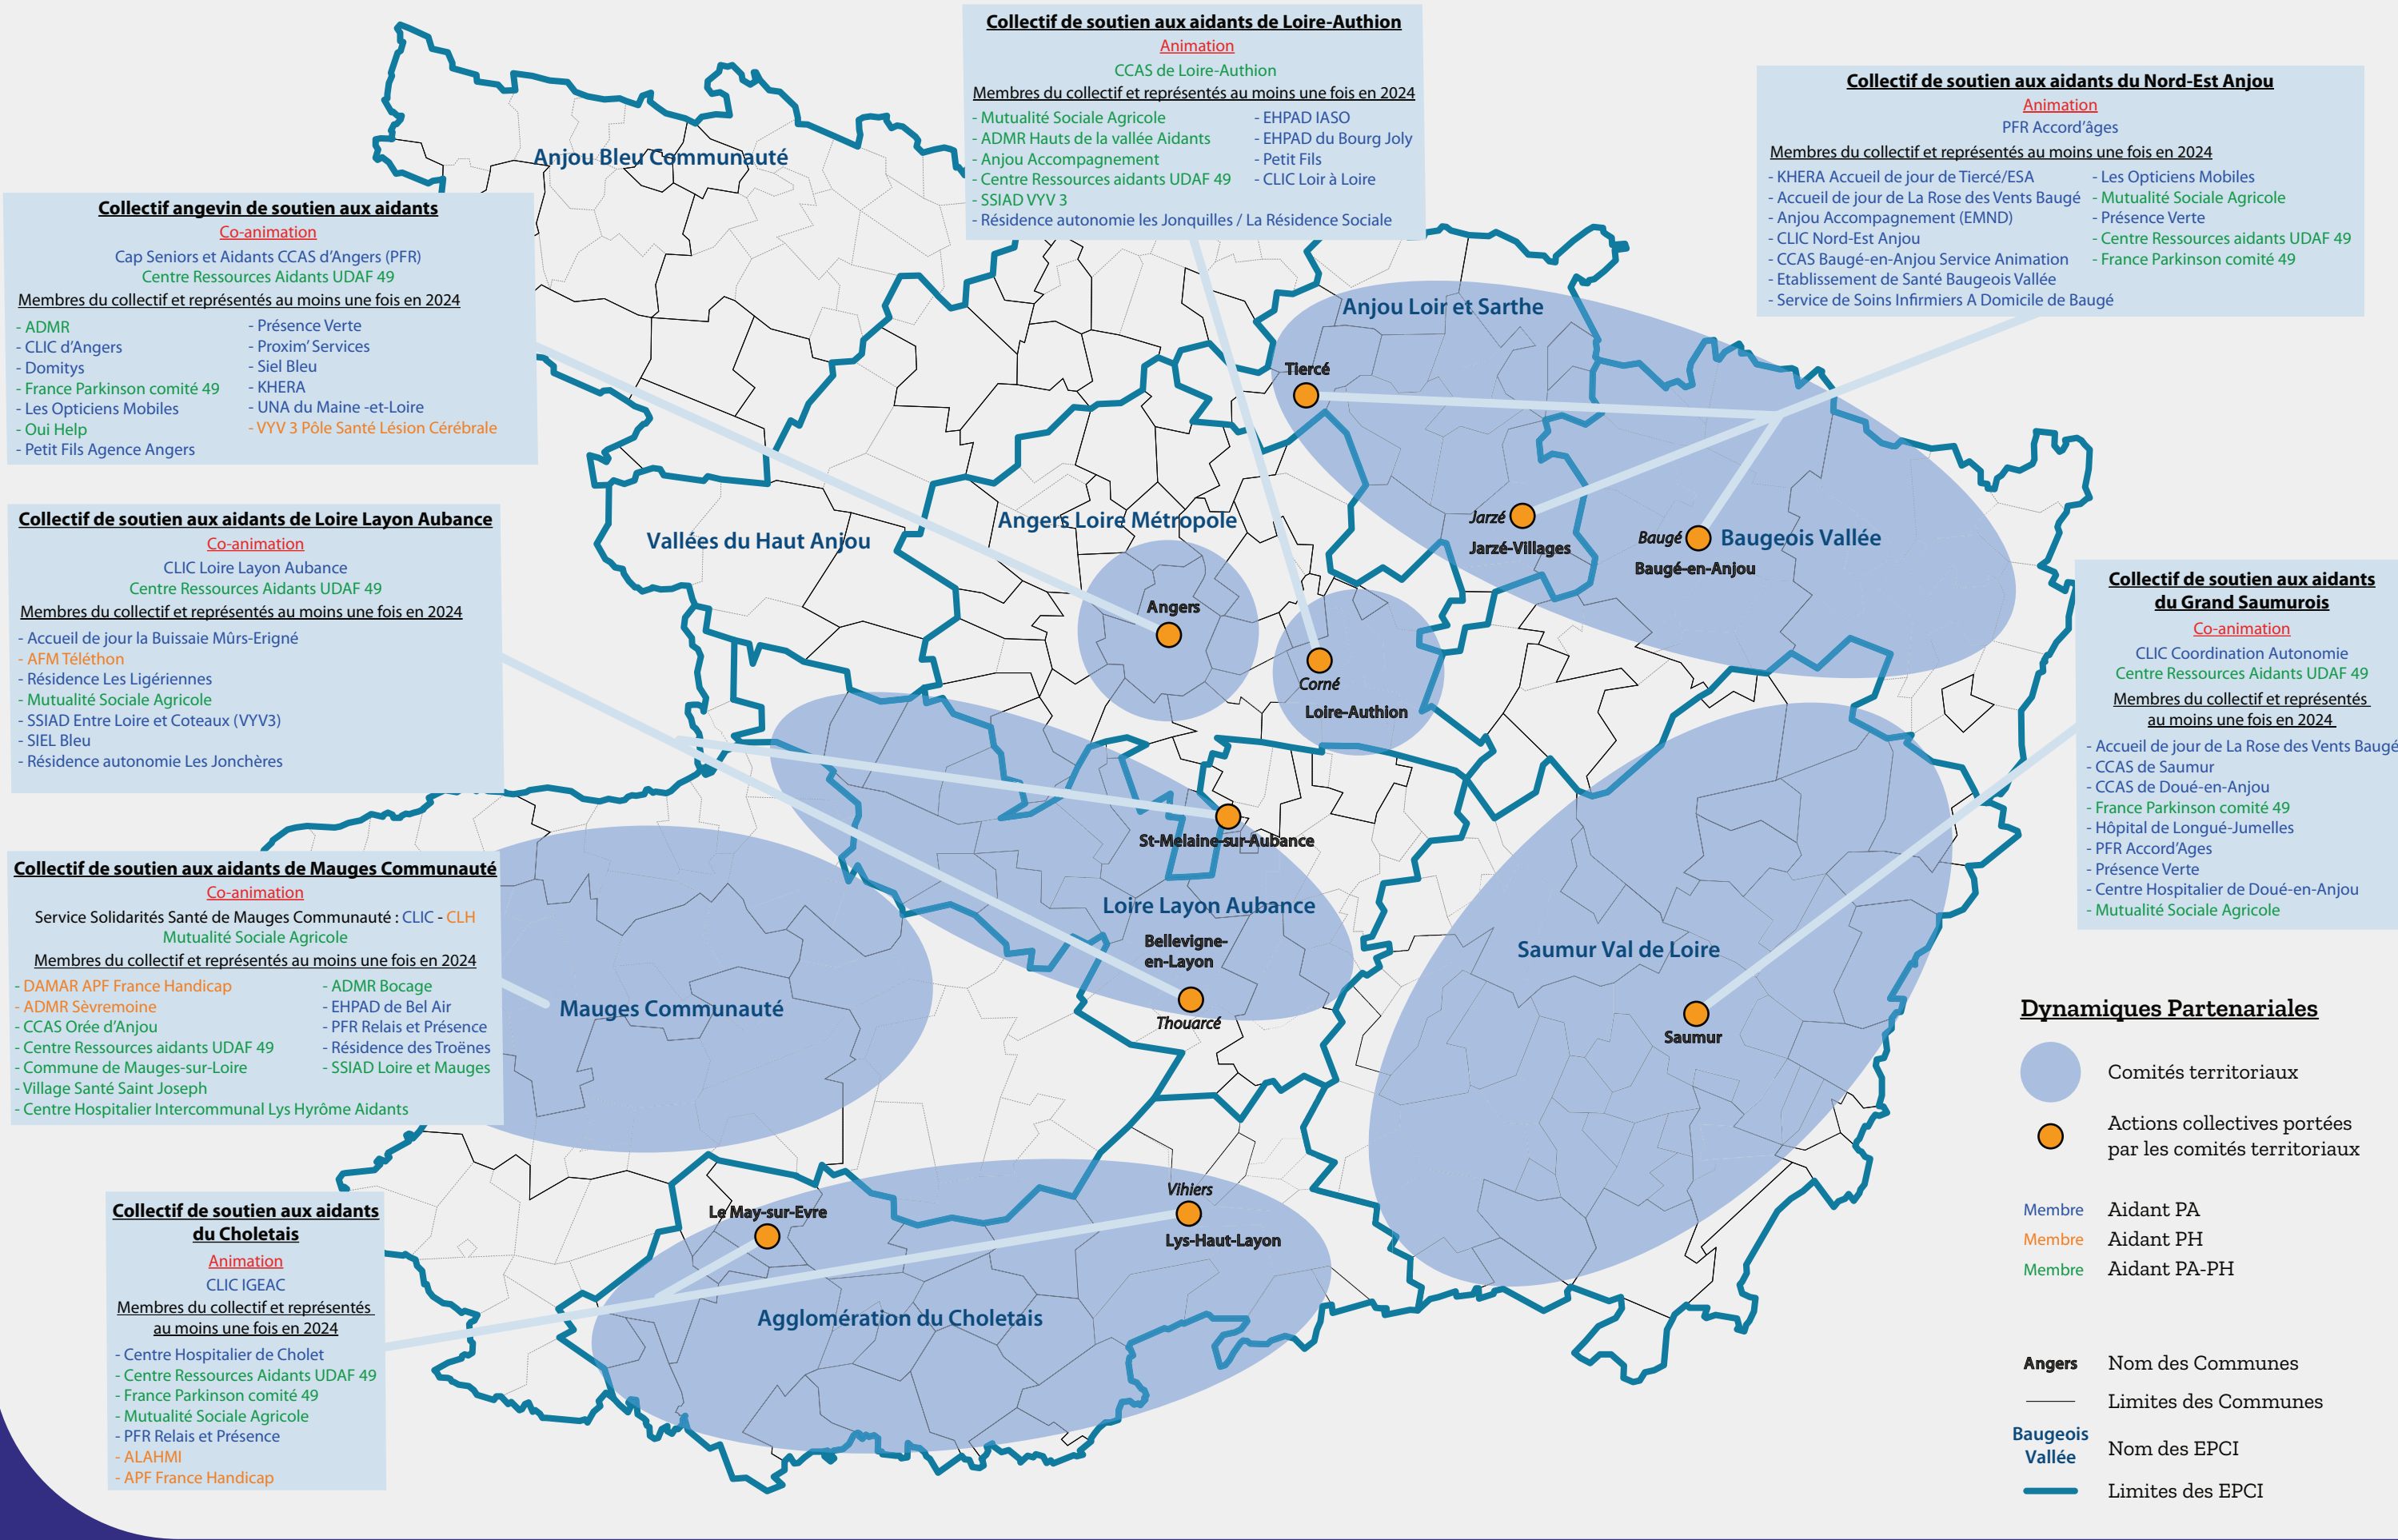 Collectif de soutien aux aidants de Loire-Authion
Animation
CCAS de Loire-Authion
Membres du collectif et représentés au moins une fois en 2024
- Mutualité Sociale Agricole
- ADMR Hauts de la vallée Aidants
- Anjou Accompagnement
- Centre Ressources aidants UDAF 49
- SSIAD VYV 3
- Résidence autonomie les Jonquilles / La Résidence Sociale
- EHPAD IASO
- EHPAD du Bourg Joly
- Petit Fils
- CLIC Loir à Loire
Collectif de soutien aux aidants du Nord-Est Anjou
Animation
PFR Accord’âges
Membres du collectif et représentés au moins une fois en 2024
- KHERA Accueil de jour de Tiercé/ESA
- Accueil de jour de La Rose des Vents Baugé
- Anjou Accompagnement (EMND)
- CLIC Nord-Est Anjou
- CCAS Baugé-en-Anjou Service Animation
- Etablissement de Santé Baugeois Vallée
- Service de Soins Infirmiers A Domicile de Baugé
- Les Opticiens Mobiles
- Mutualité Sociale Agricole
- Présence Verte
- Centre Ressources aidants UDAF 49
- France Parkinson comité 49
Collectif angevin de soutien aux aidants
Co-animation
Cap Seniors et Aidants CCAS d’Angers (PFR)
Centre Ressources Aidants UDAF 49
Membres du collectif et représentés au moins une fois en 2024
- ADMR
- CLIC d’Angers
- Domitys
- France Parkinson comité 49
- Les Opticiens Mobiles
- Oui Help
- Petit Fils Agence Angers
- Présence Verte
- Proxim’ Services
- Siel Bleu
- KHERA
- UNA du Maine -et-Loire
- VYV 3 Pôle Santé Lésion Cérébrale
Collectif de soutien aux aidants de Loire Layon Aubance
Co-animation
CLIC Loire Layon Aubance
Centre Ressources Aidants UDAF 49
Membres du collectif et représentés au moins une fois en 2024
- Accueil de jour la Buissaie Mûrs-Erigné
- AFM Téléthon
- Résidence Les Ligériennes
- Mutualité Sociale Agricole
- SSIAD Entre Loire et Coteaux (VYV3)
- SIEL Bleu
- Résidence autonomie Les Jonchères
Collectif de soutien aux aidants
du Grand Saumurois
Co-animation
CLIC Coordination Autonomie
Centre Ressources Aidants UDAF 49
Membres du collectif et représentés
au moins une fois en 2024
- Accueil de jour de La Rose des Vents Baugé
- CCAS de Saumur
- CCAS de Doué-en-Anjou
- France Parkinson comité 49
- Hôpital de Longué-Jumelles
- PFR Accord’Ages
- Présence Verte
- Centre Hospitalier de Doué-en-Anjou
- Mutualité Sociale Agricole
Collectif de soutien aux aidants de Mauges Communauté
Co-animation
Service Solidarités Santé de Mauges Communauté : CLIC - CLH
Mutualité Sociale Agricole
Membres du collectif et représentés au moins une fois en 2024
- DAMAR APF France Handicap
- ADMR Sèvremoine
- CCAS Orée d’Anjou
- Centre Ressources aidants UDAF 49
- Commune de Mauges-sur-Loire
- Village Santé Saint Joseph
- Centre Hospitalier Intercommunal Lys Hyrôme Aidants
- ADMR Bocage
- EHPAD de Bel Air
- PFR Relais et Présence
- Résidence des Troënes
- SSIAD Loire et Mauges
Collectif de soutien aux aidants
du Choletais
Animation
CLIC IGEAC
Membres du collectif et représentés
au moins une fois en 2024
- Centre Hospitalier de Cholet
- Centre Ressources Aidants UDAF 49
- France Parkinson comité 49
- Mutualité Sociale Agricole
- PFR Relais et Présence
- ALAHMI
- APF France Handicap
Anjou Bleu Communauté
Anjou Loir et Sarthe
Tiercé
Jarzé
Jarzé-Villages
Baugé
Baugeois Vallée
Baugé-en-Anjou
Angers Loire Métropole
Vallées du Haut Anjou
Angers
Corné
Loire-Authion
St-Melaine-sur-Aubance
Loire Layon Aubance
Bellevigne-
en-Layon
Thouarcé
Saumur Val de Loire
Saumur
Mauges Communauté
Vihiers
Lys-Haut-Layon
Le May-sur-Evre
Agglomération du Choletais
Dynamiques Partenariales
Comités territoriaux
Actions collectives portées
par les comités territoriaux
Membre Aidant PA
Membre Aidant PH
Membre Aidant PA-PH
Angers Nom des Communes
Limites des Communes
Baugeois
Vallée
Nom des EPCI
Limites des EPCI